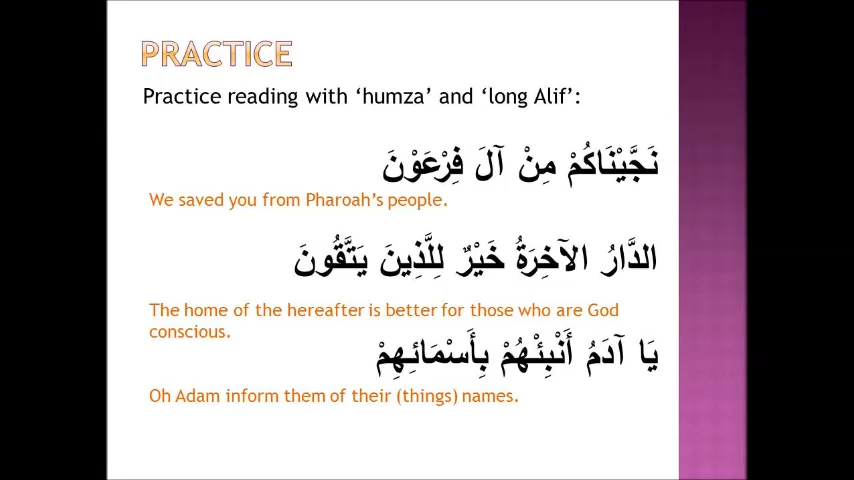 PRACTICE
Practice reading with ‘humza’ and ‘long Alif’:
نَجَّيْنَاكُمْ مِنْ آلَ فِرْعَوْنَ
We saved you from Pharoah’s people.
الدَّارُ الآخِرَةُ خَيْرٌ لِلَّذِينَ يَتَّقُونَ
The home of the hereafter is better for those who are God
conscious.
يَا آدَمُ أَنْبِئْهُمْ بِأَسْمَائِهِمْ
Oh Adam inform them of their (things) names.